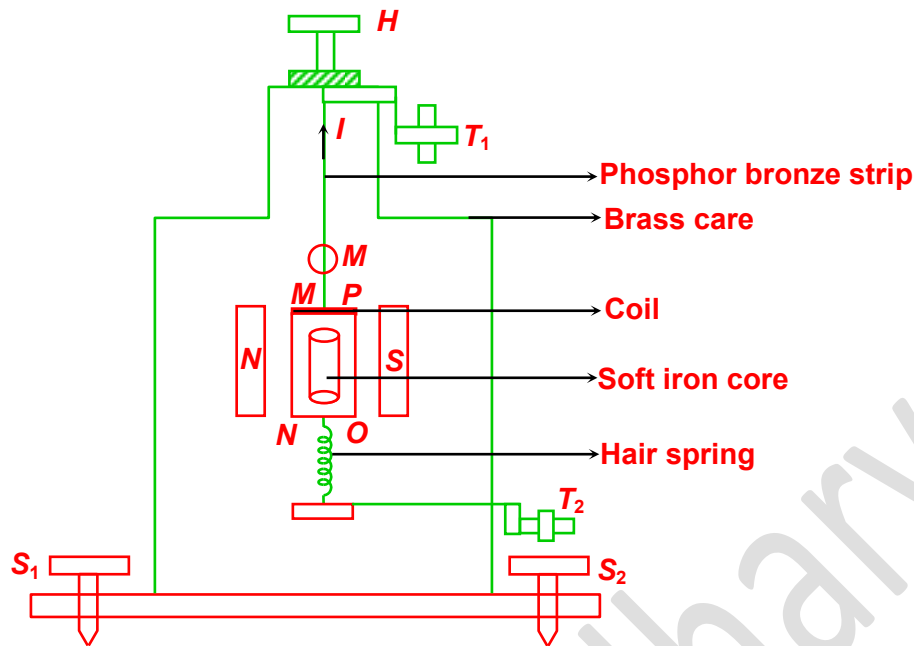 H
I
T1
Phosphor bronze strip
Brass care
M
M P
Coil
N S
Soft iron core
N O
Hair spring
T2
S1 S2